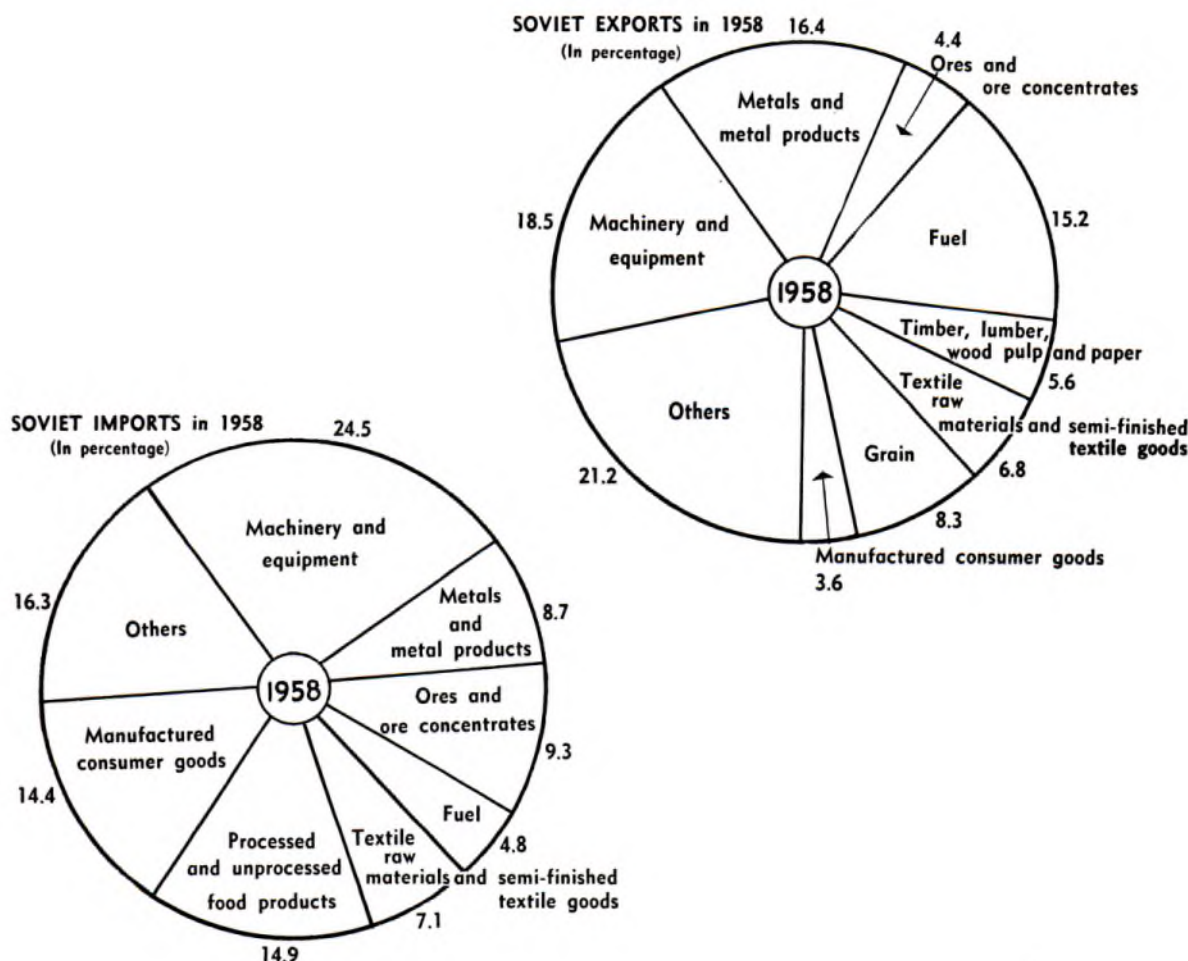 SOVIET EXPORTS in 1958
(In percentage)
16.4
Metals and
metal products
4.4
Ores and
ore concentrates
15.2
Fuel
Timber, lumber,
wood pulp and paper
5.6
Textile
raw
materials and semi-finished
textile goods
6.8
Grain
8.3
Manufactured consumer goods
3.6
Others
21.2
Machinery and
equipment
18.5
1958
SOVIET IMPORTS in 1958
(In percentage)
24.5
Machinery and
equipment
8.7
Metals
and
metal products
Ores and
ore concentrates
9.3
Fuel
4.8
Textile
raw
materials and semi-finished
textile goods
7.1
Processed
and unprocessed
food products
14.9
Manufactured
consumer goods
14.4
Others
16.3
1958